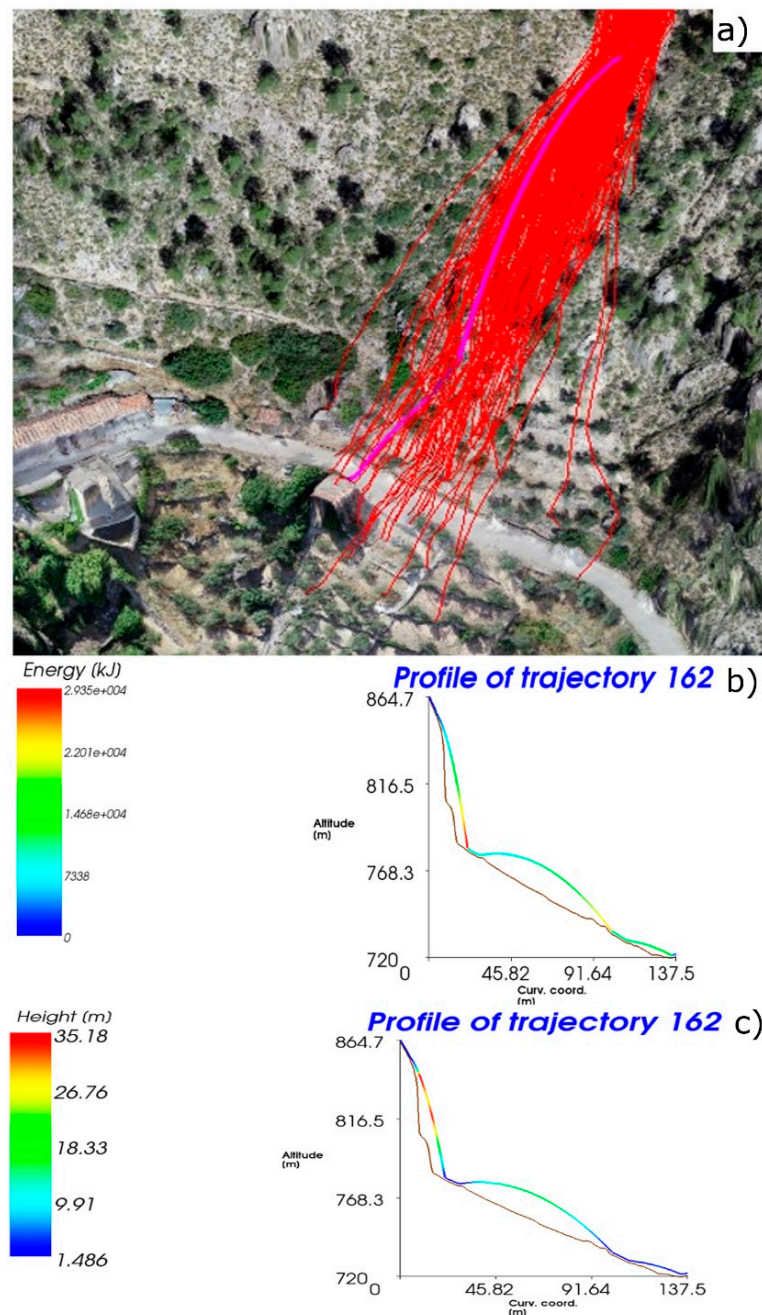 a)
Energy (kJ)
2.935e+004
2.201e+004
1.468e+004
7338
0
Profile of trajectory 162 b)
864.7
816.5
Altitude
(m)
768.3
720
0 45.82 91.64 137.5
Curv. coord.
(m)
Height (m)
35.18
26.76
18.33
9.91
1.486
Profile of trajectory 162 c)
864.7
816.5
Altitude
(m)
768.3
720
0 45.82 91.64 137.5
Curv. coord.
(m)